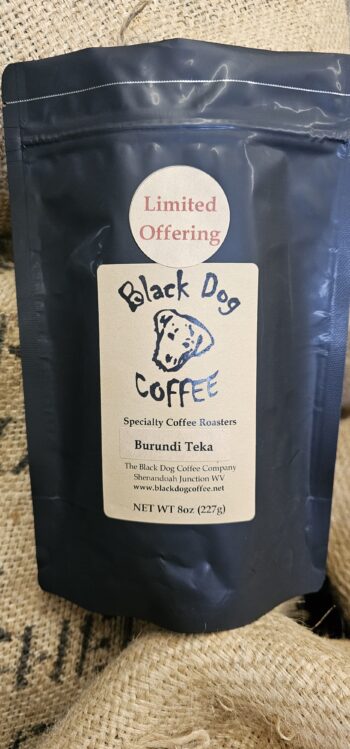 Limited
Offering
Black Dog
COFFEE
Specialty Coffee Roasters
Burundi Teka
The Black Dog Coffee Company
Shenandoah Junction WV
www.blackdogcoffee.net
NET WT 8oz (227g)